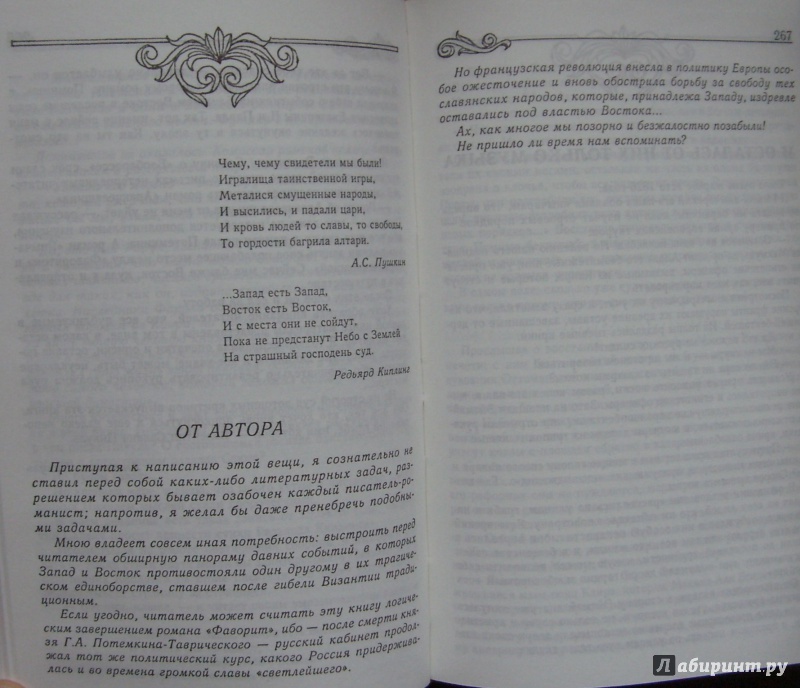 Чему, чему свидетели мы были!
Игралища таинственной игры,
Металися смущенные народы,
И высились, и падали цари,
И кровь людей то славы, то свободы,
То гордости багрила алтари.
А.С. Пушкин
...Запад есть Запад,
Восток есть Восток,
И с места они не сойдут,
Пока не предстанут Небо с Землей
На страшный господень суд.
Редьярд Киплинг
ОТ АВТОРА
Приступая к написанию этой вещи, я сознательно не
ставил перед собой каких-либо литературных задач, раз-
решением которых бывает озабочен каждый писатель-ро-
манист; напротив, я желал бы даже пренебречь подобны-
ми задачами.
Мною владеет совсем иная потребность: выстроить перед
читателем обширную панораму давних событий, в которых
Запад и Восток противостояли один другому в их трагиче-
ском единоборстве, ставшем после гибели Византии тради-
ционным.
Если угодно, читатель может считать эту книгу логиче-
ским завершением романа «Фаворит», ибо — после смерти кня-
зя Г.А. Потемкина-Таврического — русский кабинет продол-
жал тот же политический курс, какого Россия придержива-
лась и во времена громкой славы «светлейшего».
267
Но французская революция внесла в политику Европы осо-
бое ожесточение и вновь обострила борьбу за свободу тех
славянских народов, которые, принадлежа Западу, издревле
оставались под властью Востока...
Ах, как многое мы позорно и безжалостно позабыли!
Не пришло ли время нам вспоминать?
Лабиринт.ру